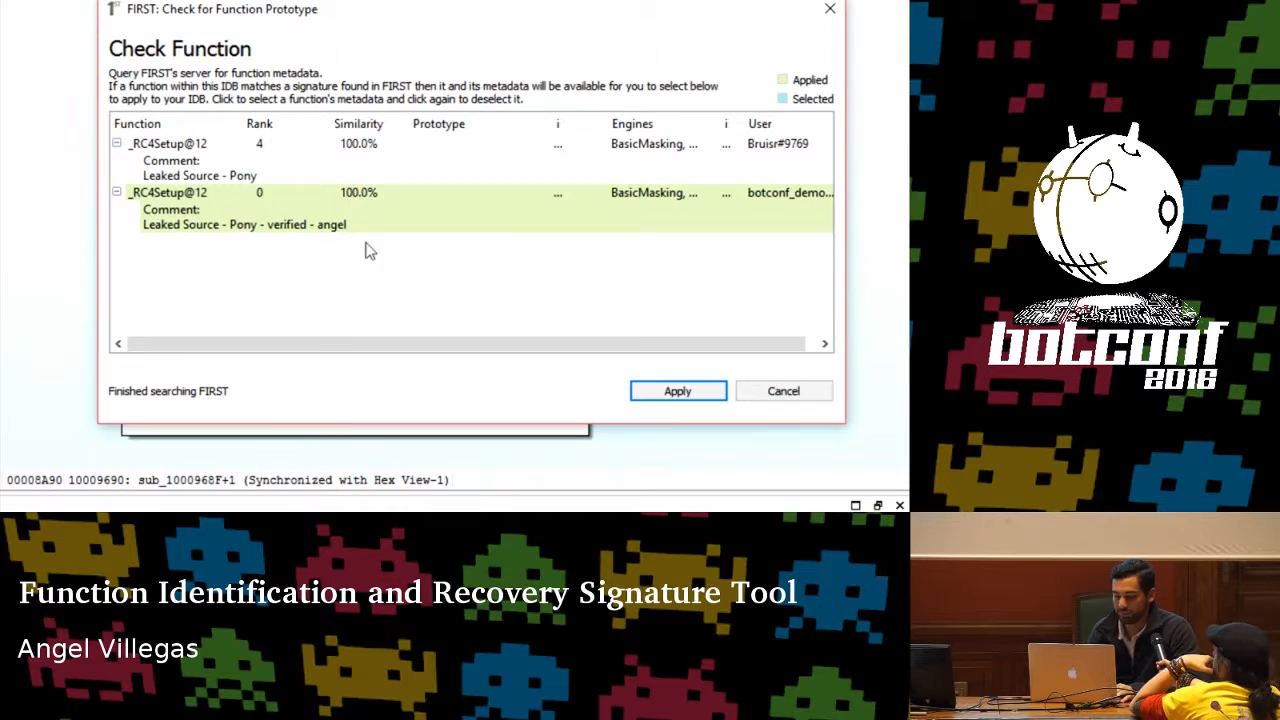 FIRST: Check for Function Prototype
Check Function
Query FIRST's server for function metadata.
If a function within this IDB matches a signature found in FIRST then it and its metadata will be available for you to select below
to apply to your IDB. Click to select a function's metadata and click again to deselect it.
Applied
Selected
Function Rank Similarity Prototype i Engines i User
_RC4Setup@12 4 100.0% ... BasicMasking, ... ... Bruisr#9769
Comment:
Leaked Source - Pony
_RC4Setup@12 0 100.0% ... BasicMasking, ... ... botconf_demo...
Comment:
Leaked Source - Pony - verified - angel
Finished searching FIRST
Apply
Cancel
00008A90 10009690: sub_1000968F+1 (Synchronized with Hex View-1)
botconf
2016
Function Identification and Recovery Signature Tool
Angel Villegas